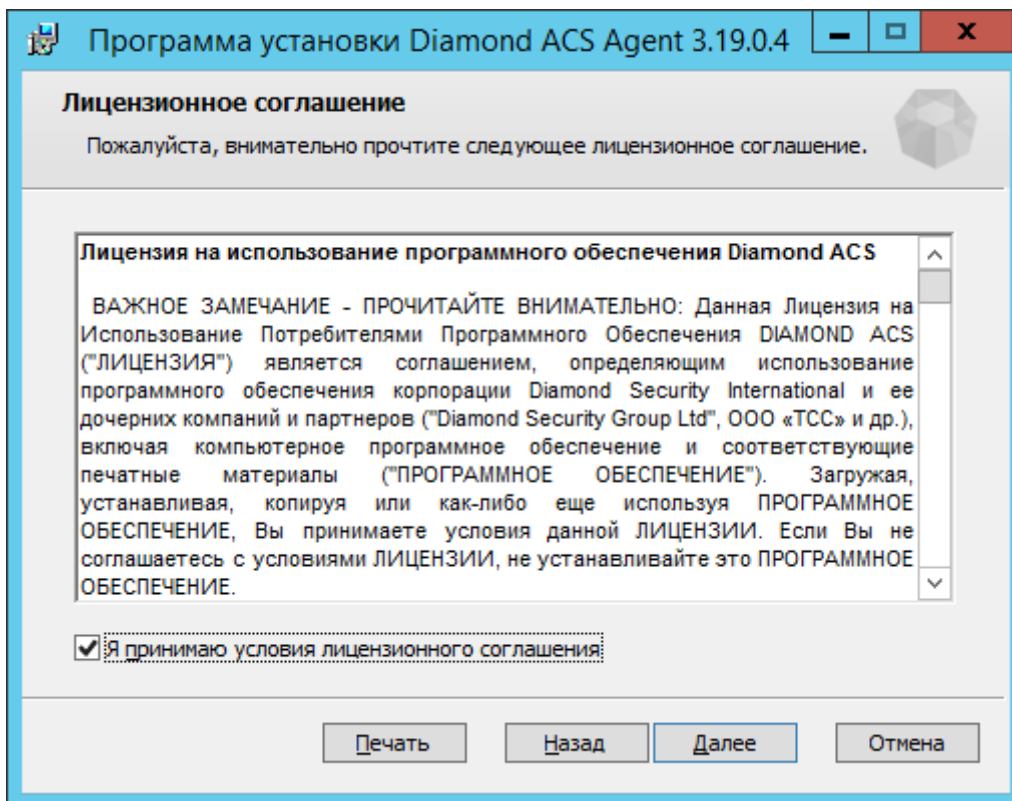 Программа установки Diamond ACS Agent 3.19.0.4
Лицензионное соглашение
Пожалуйста, внимательно прочтите следующее лицензионное соглашение.
Лицензия на использование программного обеспечения Diamond ACS
ВАЖНОЕ ЗАМЕЧАНИЕ - ПРОЧИТАЙТЕ ВНИМАТЕЛЬНО: Данная Лицензия на
Использование Потребителями Программного Обеспечения DIAMOND ACS
("ЛИЦЕНЗИЯ") является соглашением, определяющим использование
программного обеспечения корпорации Diamond Security International и ее
дочерних компаний и партнеров ("Diamond Security Group Ltd", ООО «ТСС» и др.),
включая компьютерное программное обеспечение и соответствующие
печатные материалы ("ПРОГРАММНОЕ ОБЕСПЕЧЕНИЕ"). Загружая,
устанавливая, копируя или как-либо еще используя ПРОГРАММНОЕ
ОБЕСПЕЧЕНИЕ, Вы принимаете условия данной ЛИЦЕНЗИИ. Если Вы не
соглашаетесь с условиями ЛИЦЕНЗИИ, не устанавливайте это ПРОГРАММНОЕ
ОБЕСПЕЧЕНИЕ.
Я принимаю условия лицензионного соглашения
Печать
Назад
Далее
Отмена